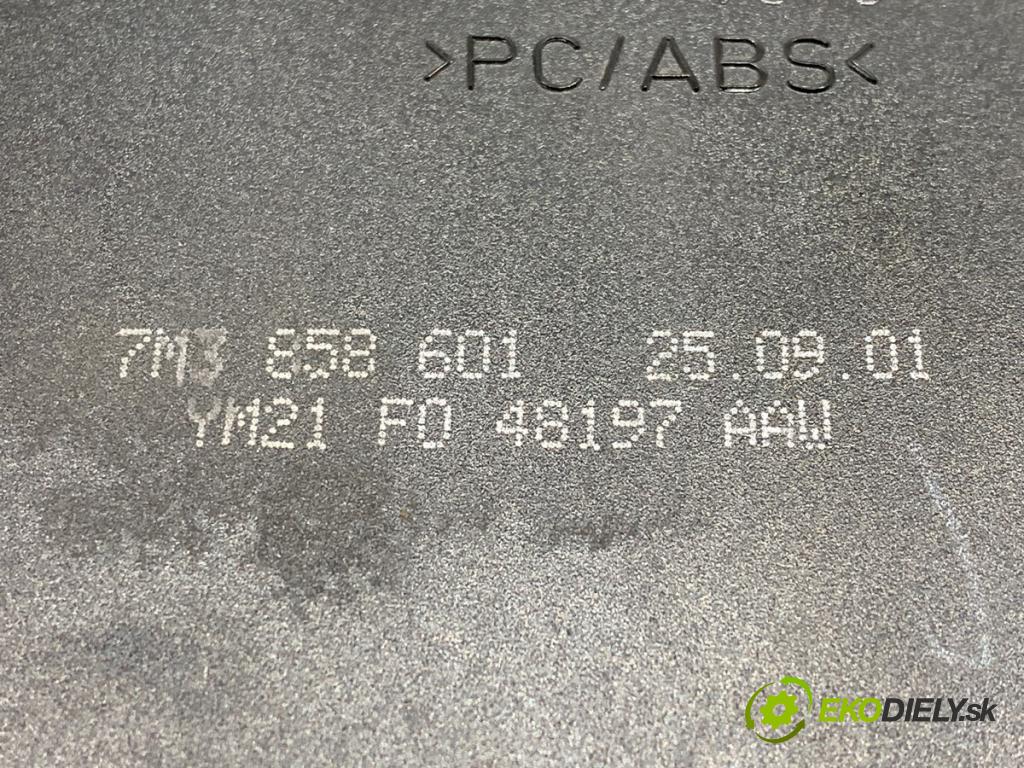 >PC/ABS<
7M3 858 601 25.09.01
YM21 F0 48197 AAW
EKODIELY.sk